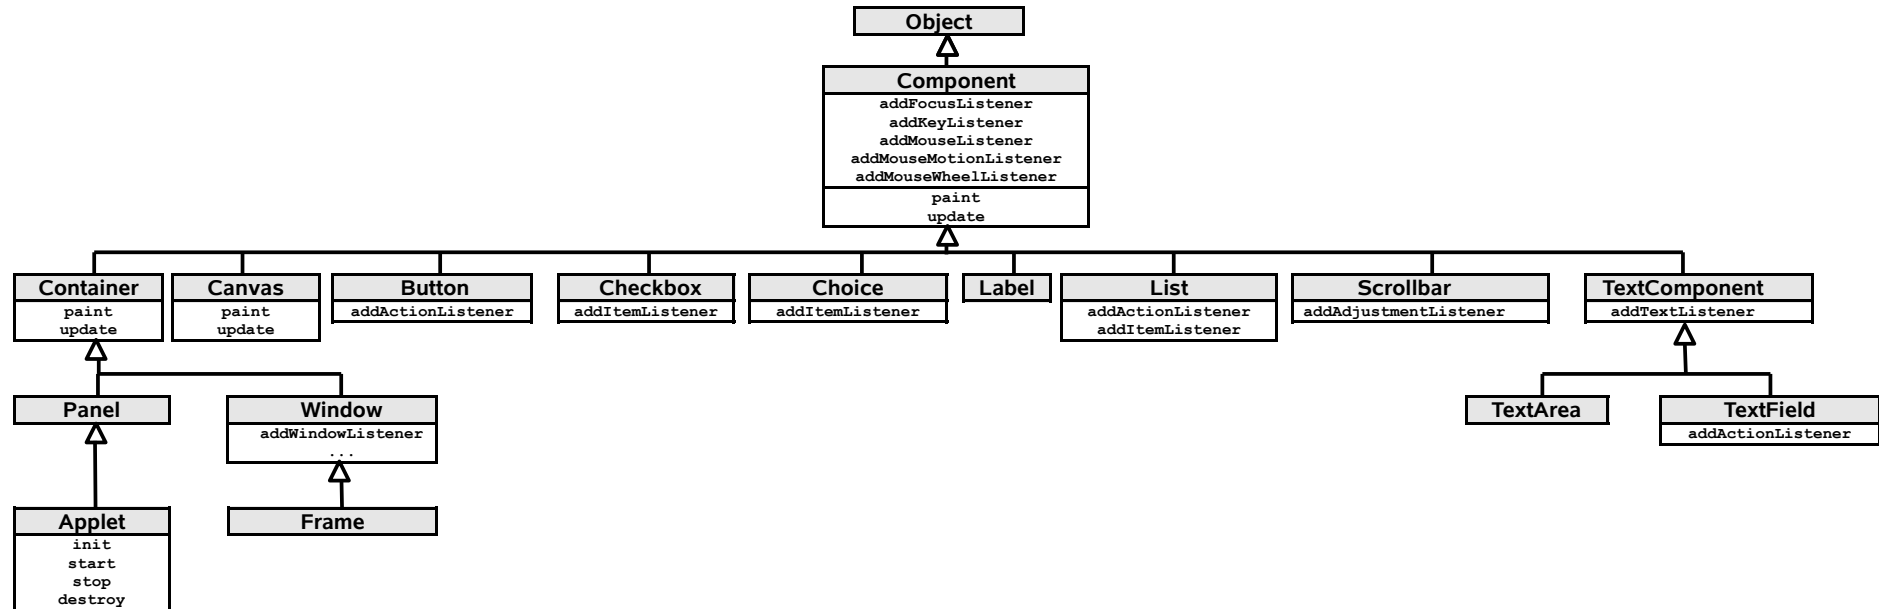 Object
Component
addFocusListener
addKeyListener
addMouseListener
addMouseMotionListener
addMouseWheelListener
paint
update
Container
paint
update
Canvas
paint
update
Button
addActionListener
Checkbox
addItemListener
Choice
addItemListener
Label
List
addActionListener
addItemListener
Scrollbar
addAdjustmentListener
TextComponent
addTextListener
Panel
Window
addWindowListener
...
TextArea
TextField
addActionListener
Applet
init
start
stop
destroy
Frame